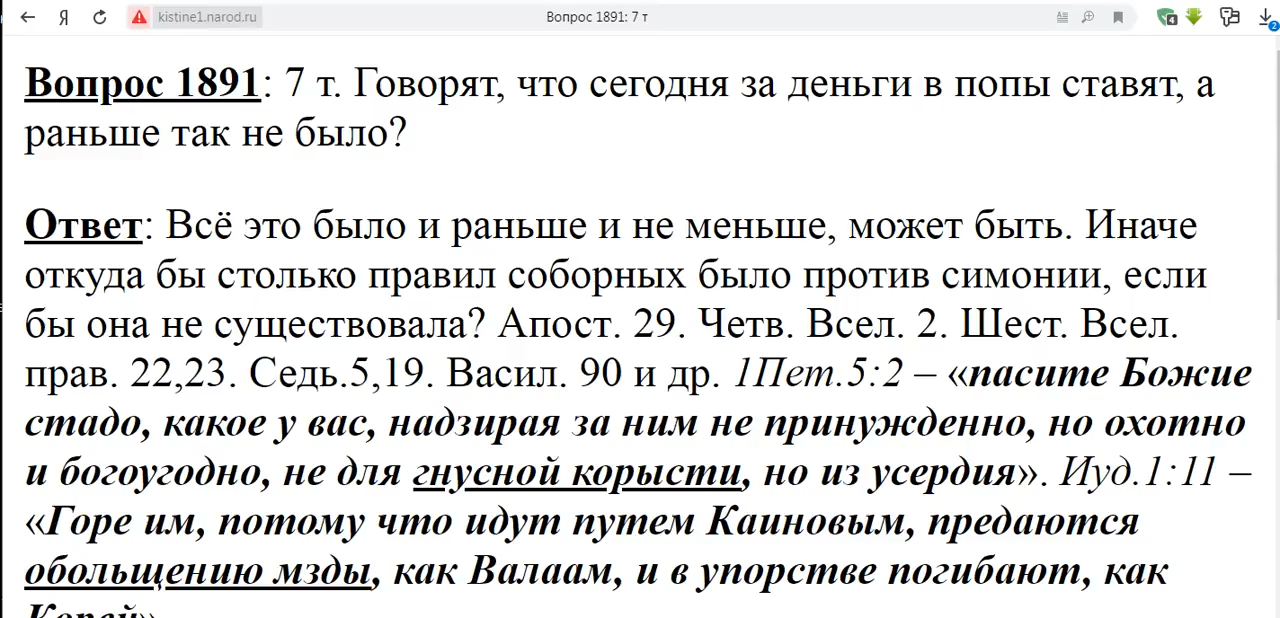 kistine1.narod.ru
Вопрос 1891: 7 т
4
2
Вопрос 1891: 7 т. Говорят, что сегодня за деньги в попы ставят, а
раньше так не было?
Ответ: Всё это было и раньше и не меньше, может быть. Иначе
откуда бы столько правил соборных было против симонии, если
бы она не существовала? Апост. 29. Четв. Всел. 2. Шест. Всел.
прав. 22,23. Седь.5,19. Васил. 90 и др. 1Пет.5:2 – «пасите Божие
стадо, какое у вас, надзирая за ним не принужденно, но охотно
и богоугодно, не для гнусной корысти, но из усердия». Иуд.1:11 –
«Горе им, потому что идут путем Каиновым, предаются
обольщению мзды, как Валаам, и в упорстве погибают, как
Корей»